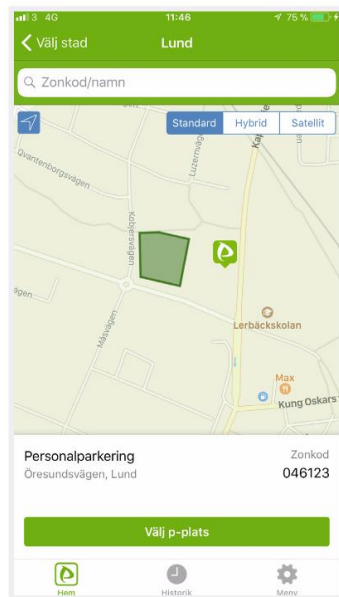 3 4G 11:46 75 %
Välj stad Lund
Zonkod/namn
Standard Hybrid Satellit
Qvantenborgsvägen
Luzernvägen
Kobjersvägen
Måsvägen
Lerbäckskolan
Max
Kung Oskars
Personalparkering Zonkod
Öresundsvägen, Lund 046123
Välj p-plats
Hem Historik Meny